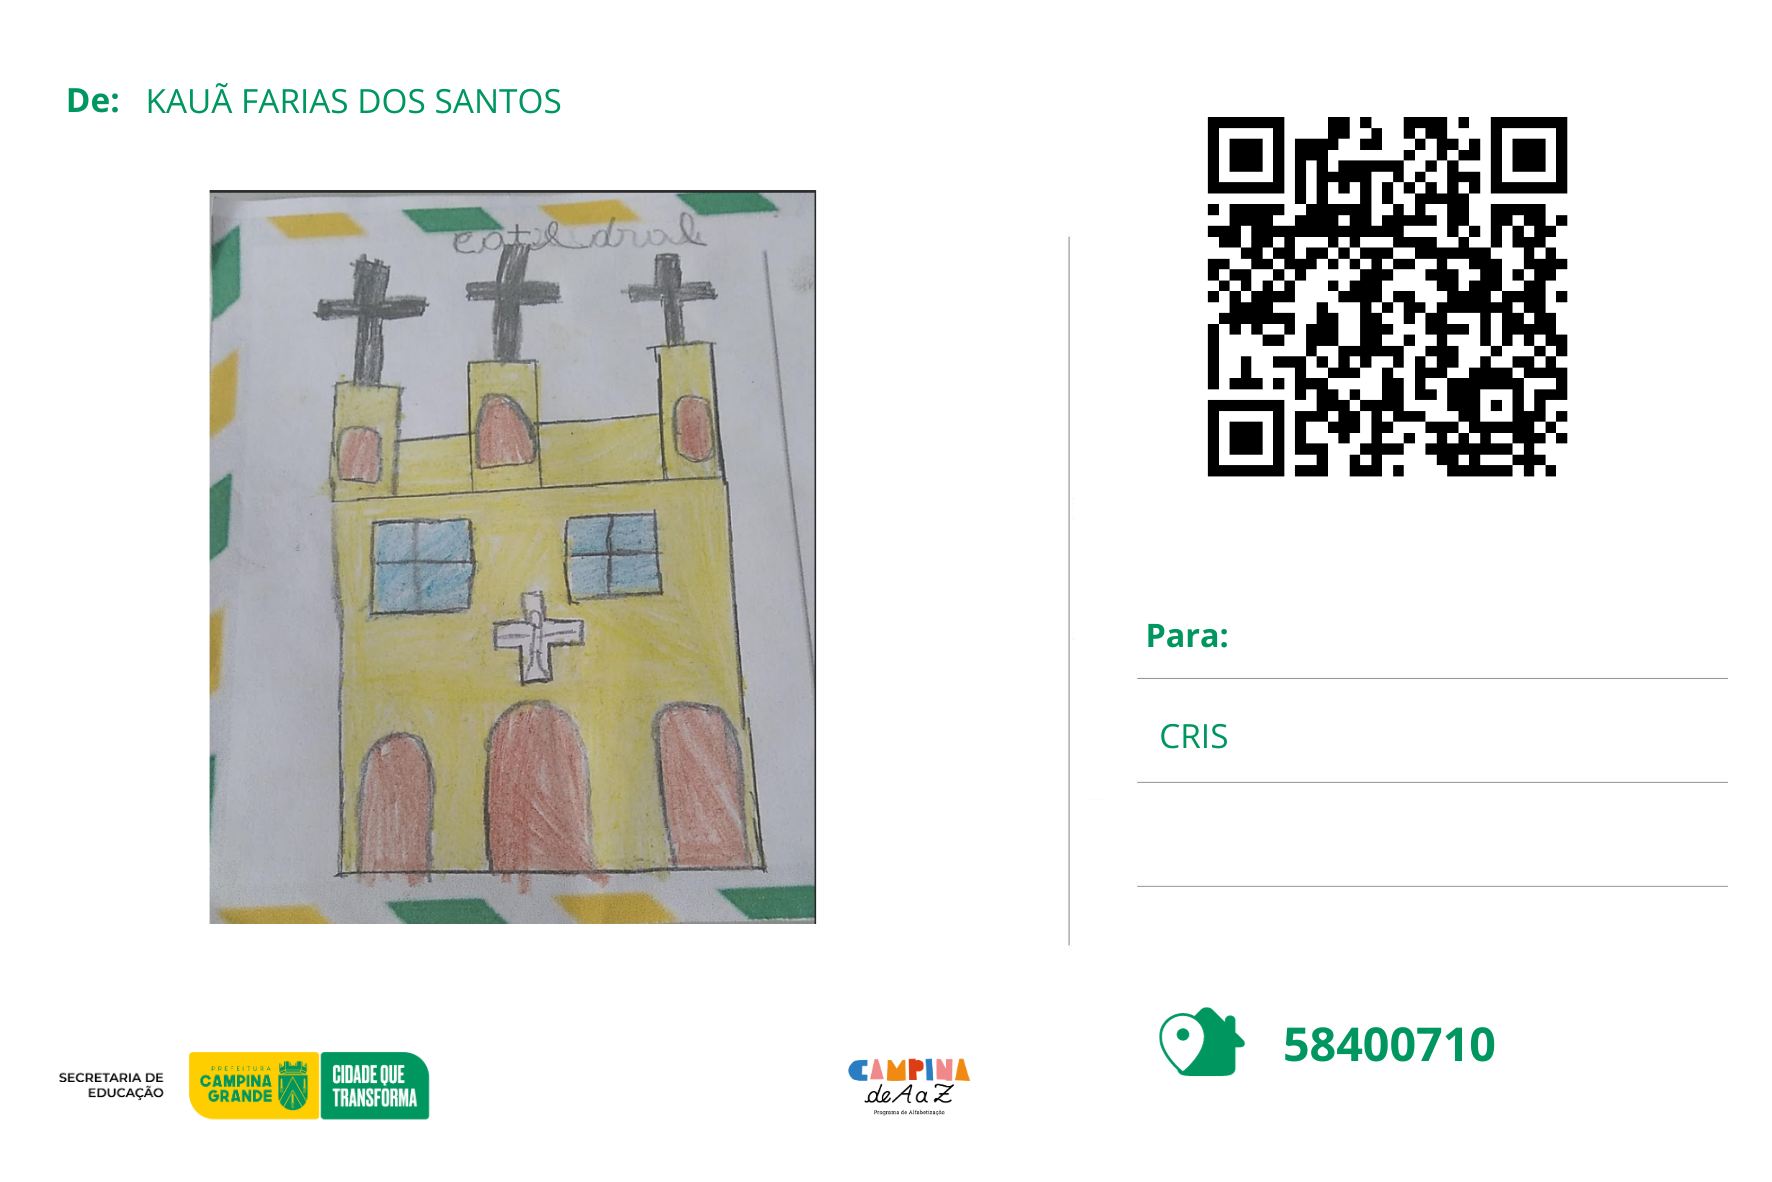 De: KAUÃ FARIAS DOS SANTOS
catedral
Para:
CRIS
58400710
SECRETARIA DE
EDUCAÇÃO
PREFEITURA
CAMPINA
GRANDE
CIDADE QUE
TRANSFORMA
CAMPINA
de A a Z
Programa de Alfabetização